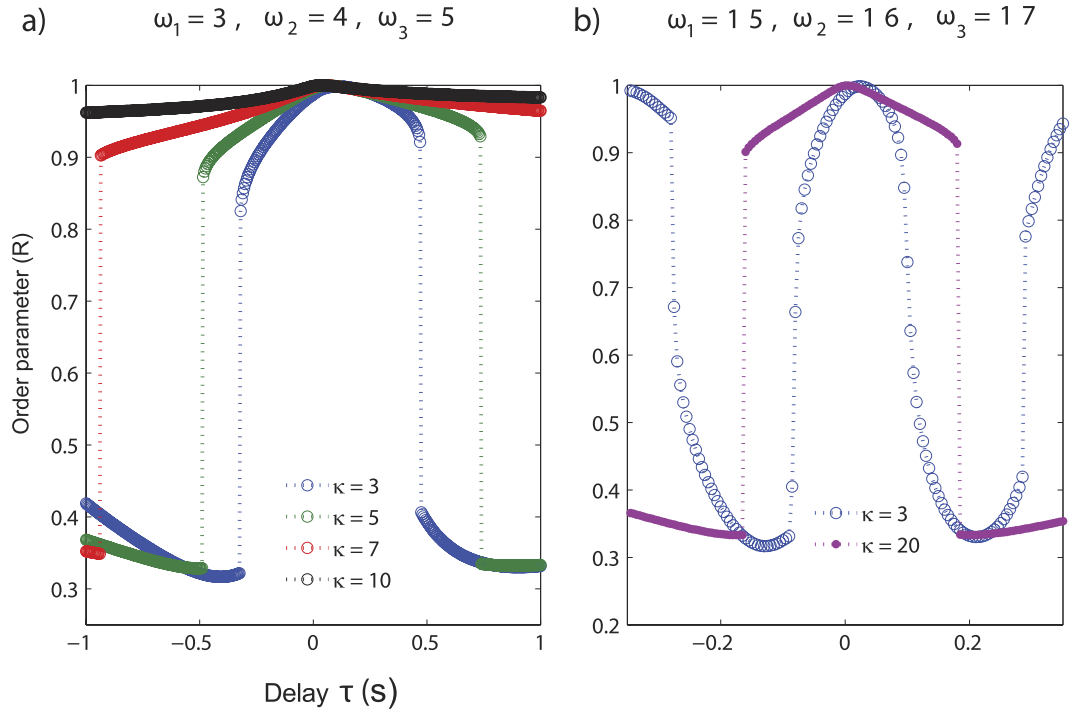 a)
ω1 = 3 , ω2 = 4 , ω3 = 5
1
0.9
0.8
0.7
0.6
0.5
0.4
0.3
Order parameter (R)
κ = 3
κ = 5
κ = 7
κ = 10
−1
−0.5
0
0.5
1
Delay τ (s)
b)
ω1 = 1 5 , ω2 = 1 6 , ω3 = 1 7
1
0.9
0.8
0.7
0.6
0.5
0.4
0.3
0.2
κ = 3
κ = 20
−0.2
0
0.2